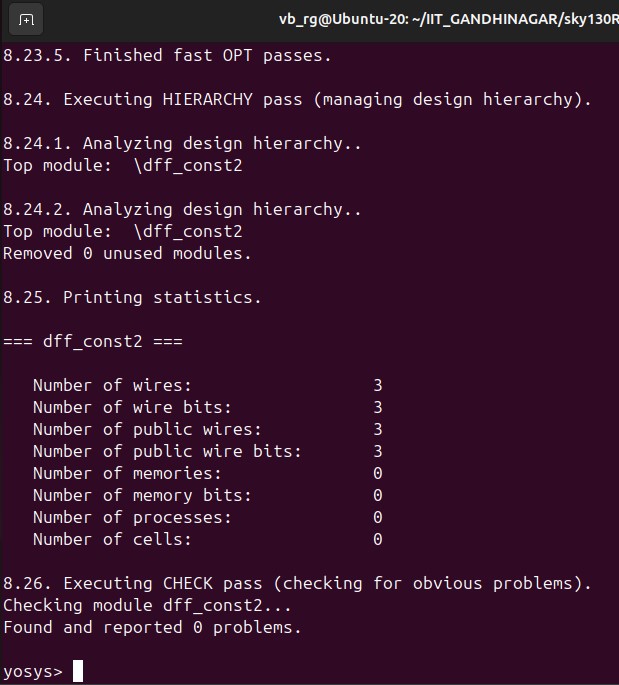 vb_rg@Ubuntu-20: ~/IIT_GANDHINAGAR/sky130R
8.23.5. Finished fast OPT passes.
8.24. Executing HIERARCHY pass (managing design hierarchy).
8.24.1. Analyzing design hierarchy..
Top module:  \dff_const2
8.24.2. Analyzing design hierarchy..
Top module:  \dff_const2
Removed 0 unused modules.
8.25. Printing statistics.
=== dff_const2 ===
Number of wires: 3
Number of wire bits: 3
Number of public wires: 3
Number of public wire bits: 3
Number of memories: 0
Number of memory bits: 0
Number of processes: 0
Number of cells: 0
8.26. Executing CHECK pass (checking for obvious problems).
Checking module dff_const2...
Found and reported 0 problems.
yosys>